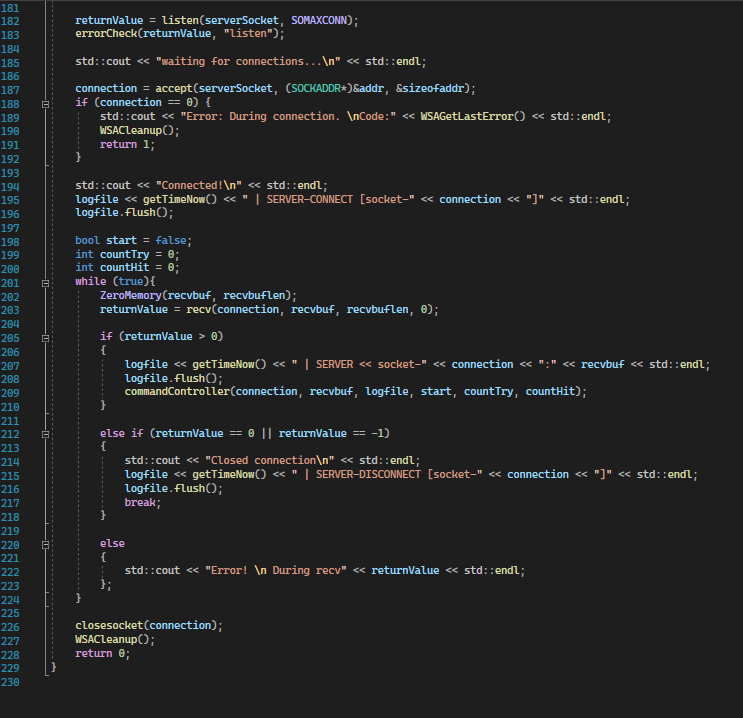 181
182 returnValue = listen(serverSocket, SOMAXCONN);
183 errorCheck(returnValue, "listen");
184
185 std::cout << "waiting for connections...\n" << std::endl;
186
187 connection = accept(serverSocket, (SOCKADDR*)&addr, &sizeofaddr);
188 if (connection == 0) {
189 std::cout << "Error: During connection. \nCode:" << WSAGetLastError() << std::endl;
190 WSACleanup();
191 return 1;
192 }
193
194 std::cout << "Connected!\n" << std::endl;
195 logfile << getTimeNow() << " | SERVER-CONNECT [socket-" << connection << "]" << std::endl;
196 logfile.flush();
197
198 bool start = false;
199 int countTry = 0;
200 int countHit = 0;
201 while (true){
202 ZeroMemory(recvbuf, recvbuflen);
203 returnValue = recv(connection, recvbuf, recvbuflen, 0);
204
205 if (returnValue > 0)
206 {
207 logfile << getTimeNow() << " | SERVER << socket-" << connection << ":" << recvbuf << std::endl;
208 logfile.flush();
209 commandController(connection, recvbuf, logfile, start, countTry, countHit);
210 }
211
212 else if (returnValue == 0 || returnValue == -1)
213 {
214 std::cout << "Closed connection\n" << std::endl;
215 logfile << getTimeNow() << " | SERVER-DISCONNECT [socket-" << connection << "]" << std::endl;
216 logfile.flush();
217 break;
218 }
219
220 else
221 {
222 std::cout << "Error! \n During recv" << returnValue << std::endl;
223 };
224 }
225
226 closesocket(connection);
227 WSACleanup();
228 return 0;
229 }
230